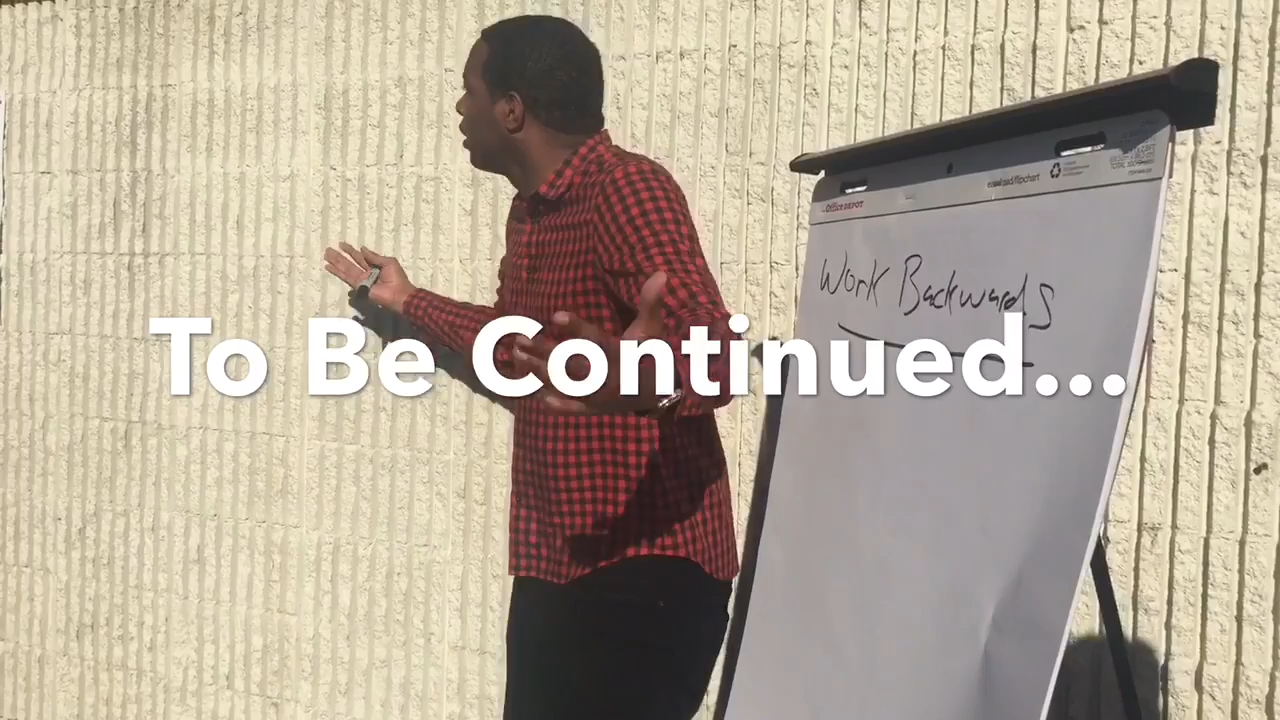 easel pad/flipchart
Office DEPOT
Work Backwards
To Be Continued...